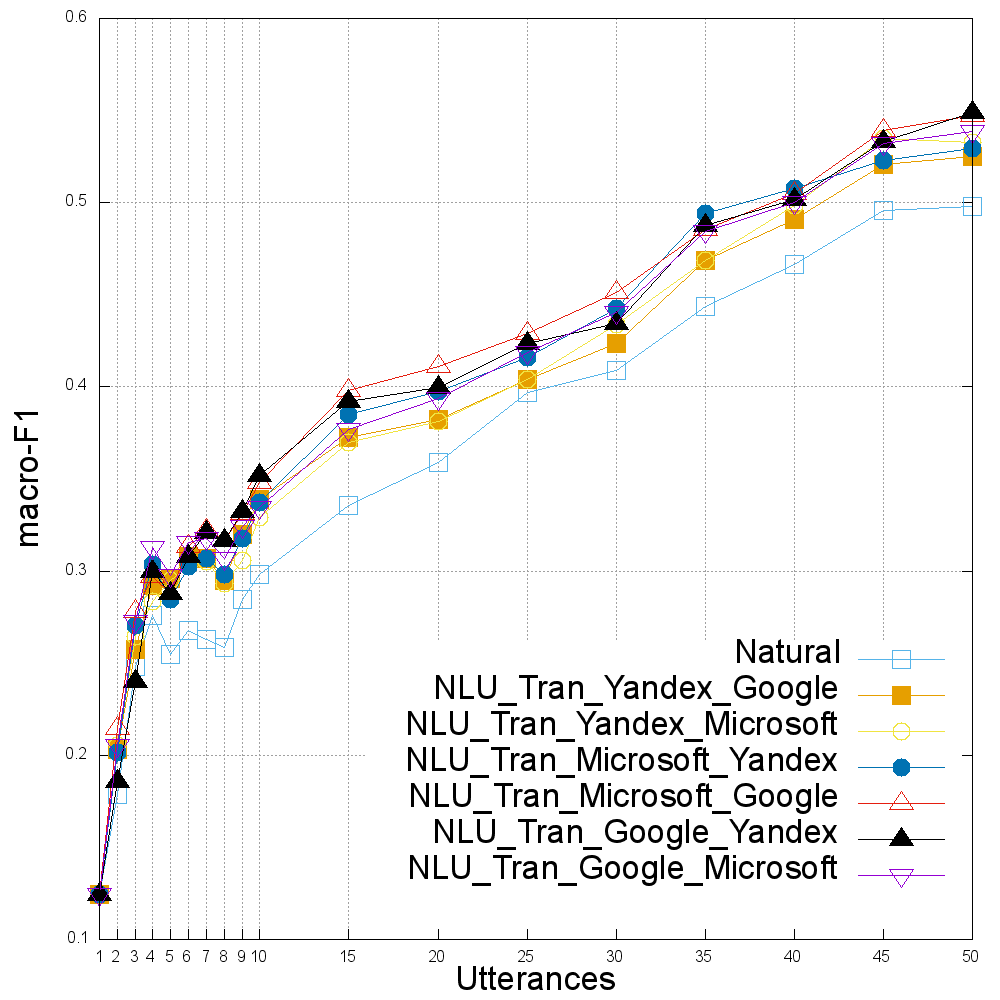 0.6
0.5
0.4
0.3
0.2
0.1
macro-F1
Natural
NLU_Tran_Yandex_Google
NLU_Tran_Yandex_Microsoft
NLU_Tran_Microsoft_Yandex
NLU_Tran_Microsoft_Google
NLU_Tran_Google_Yandex
NLU_Tran_Google_Microsoft
1 2 3 4 5 6 7 8 9 10 15 20 25 30 35 40 45 50
Utterances